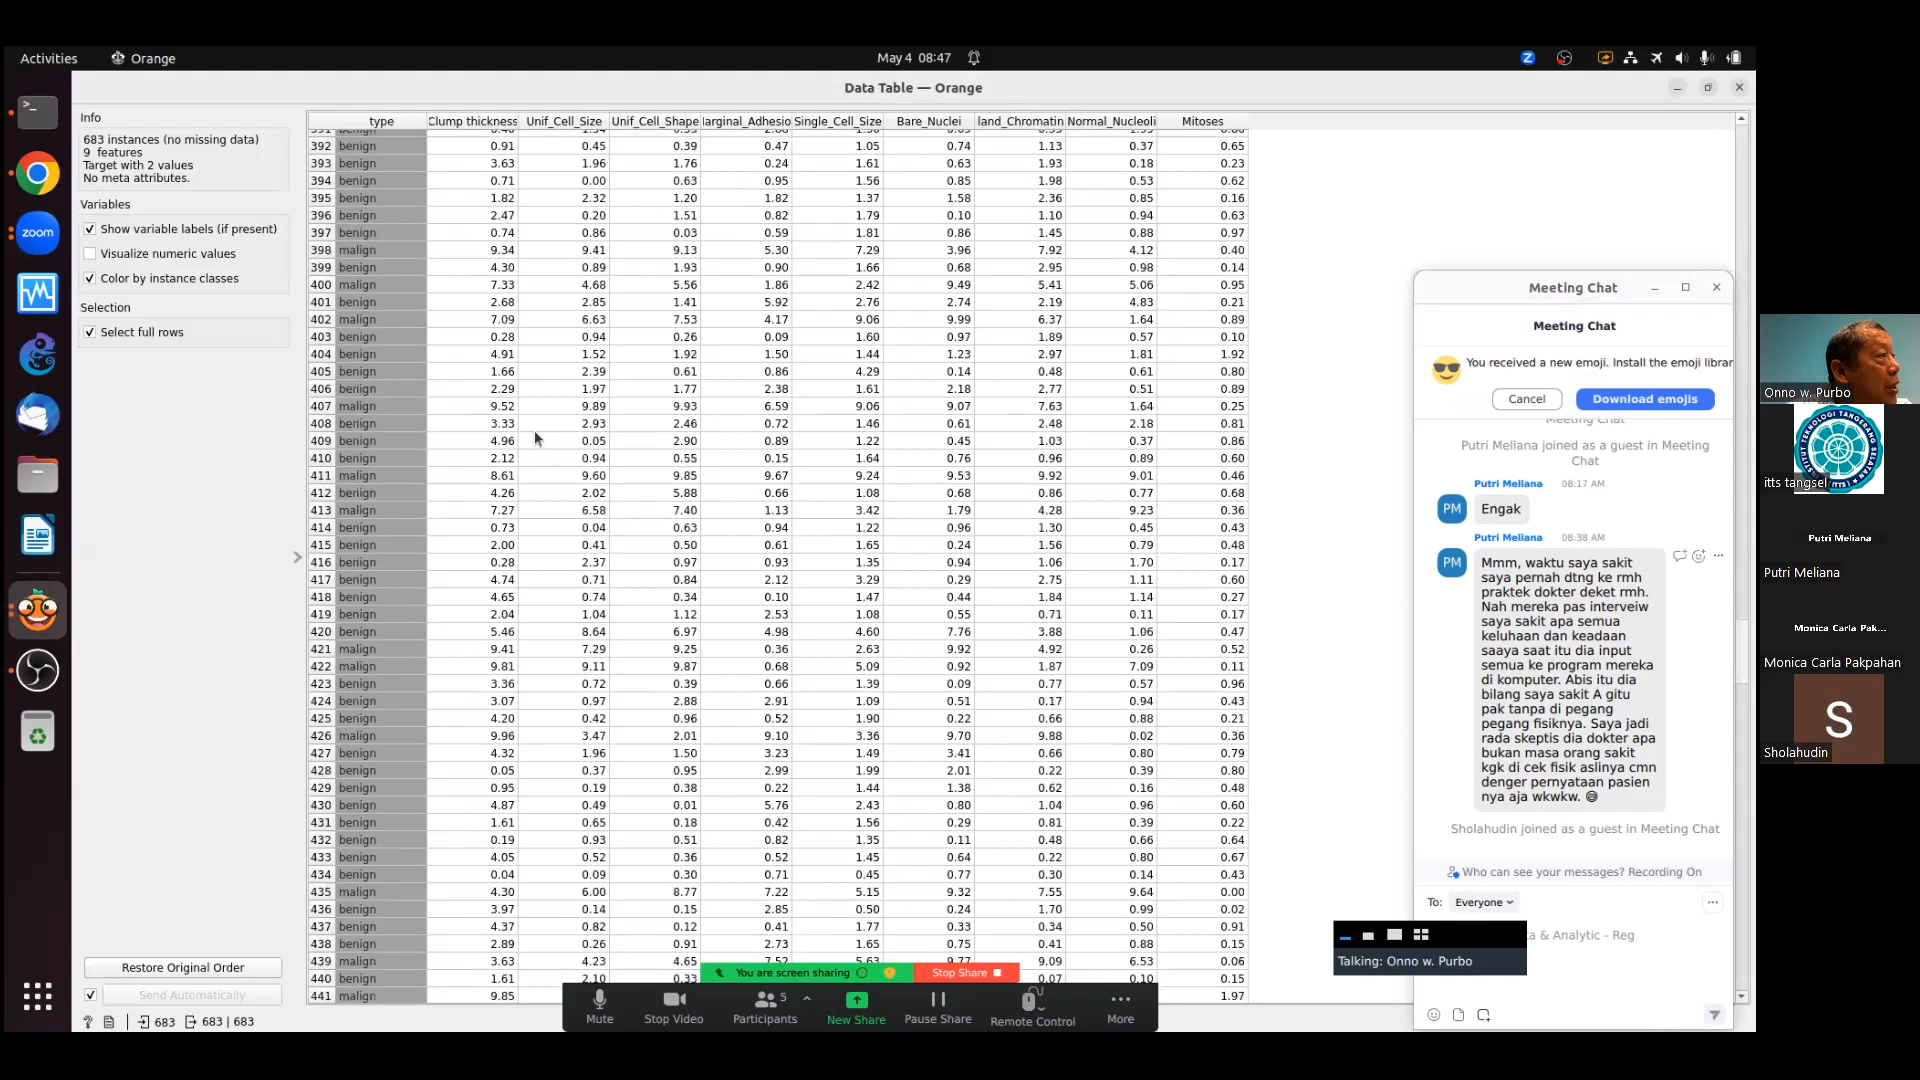 Activities
Orange
May 4 08:47
Data Table — Orange
Info
683 instances (no missing data)
9 features
Target with 2 values
No meta attributes.
Variables
Show variable labels (if present)
Visualize numeric values
Color by instance classes
Selection
Select full rows
type Clump thickness Unif_Cell_Size Unif_Cell_Shape larginal_Adhesio Single_Cell_Size Bare_Nuclei land_Chromatin Normal_Nucleoli Mitoses
392 benign 0.91 0.45 0.39 0.47 1.05 0.74 1.13 0.37 0.65
393 benign 3.63 1.96 1.76 0.24 1.61 0.63 1.93 0.18 0.23
394 benign 0.71 0.00 0.63 0.95 1.56 0.85 1.98 0.53 0.62
395 benign 1.82 2.32 1.20 1.82 1.37 1.58 2.36 0.85 0.16
396 benign 2.47 0.20 1.51 0.82 1.79 0.10 1.10 0.94 0.63
397 benign 0.74 0.86 0.03 0.59 1.81 0.86 1.45 0.88 0.97
398 malign 9.34 9.41 9.13 5.30 7.29 3.96 7.92 4.12 0.40
399 benign 4.30 0.89 1.93 0.90 1.66 0.68 2.95 0.98 0.14
400 malign 7.33 4.68 5.56 1.86 2.42 9.49 5.41 5.06 0.95
401 benign 2.68 2.85 1.41 5.92 2.76 2.74 2.19 4.83 0.21
402 malign 7.09 6.63 7.53 4.17 9.06 9.99 6.37 1.64 0.89
403 benign 0.28 0.94 0.26 0.09 1.60 0.97 1.89 0.57 0.10
404 benign 4.91 1.52 1.92 1.50 1.44 1.23 2.97 1.81 1.92
405 benign 1.66 2.39 0.61 0.86 4.29 0.14 0.48 0.61 0.80
406 benign 2.29 1.97 1.77 2.38 1.61 2.18 2.77 0.51 0.89
407 malign 9.52 9.89 9.93 6.59 9.06 9.07 7.63 1.64 0.25
408 benign 3.33 2.93 2.46 0.72 1.46 0.61 2.48 2.18 0.81
409 benign 4.96 0.05 2.90 0.89 1.22 0.45 1.03 0.37 0.86
410 benign 2.12 0.94 0.55 0.15 1.64 0.76 0.96 0.89 0.60
411 malign 8.61 9.60 9.85 9.67 9.24 9.53 9.92 9.01 0.46
412 benign 4.26 2.02 5.88 0.66 1.08 0.68 0.86 0.77 0.68
413 malign 7.27 6.58 7.40 1.13 3.42 1.79 4.28 9.23 0.36
414 benign 0.73 0.04 0.63 0.94 1.22 0.96 1.30 0.45 0.43
415 benign 2.00 0.41 0.50 0.61 1.65 0.24 1.56 0.79 0.48
416 benign 0.28 2.37 0.97 0.93 1.35 0.94 1.06 1.70 0.17
417 benign 4.74 0.71 0.84 2.12 3.29 0.29 2.75 1.11 0.60
418 benign 4.65 0.74 0.34 0.10 1.47 0.44 1.84 1.14 0.27
419 benign 2.04 1.04 1.12 2.53 1.08 0.55 0.71 0.11 0.17
420 benign 5.46 8.64 6.97 4.98 4.60 7.76 3.88 1.06 0.47
421 malign 9.41 7.29 9.25 0.36 2.63 9.92 4.92 0.26 0.52
422 malign 9.81 9.11 9.87 0.68 5.09 0.92 1.87 7.09 0.11
423 benign 3.36 0.72 0.39 0.66 1.39 0.09 0.77 0.57 0.96
424 benign 3.07 0.97 2.88 2.91 1.09 0.51 0.17 0.94 0.43
425 benign 4.20 0.42 0.96 0.52 1.90 0.22 0.66 0.88 0.21
426 malign 9.96 3.47 2.01 9.10 3.36 9.70 9.88 0.02 0.36
427 benign 4.32 1.96 1.50 3.23 1.49 3.41 0.66 0.80 0.79
428 benign 0.05 0.37 0.95 2.99 1.99 2.01 0.22 0.39 0.80
429 benign 0.95 0.19 0.38 0.22 1.44 1.38 0.62 0.16 0.48
430 benign 4.87 0.49 0.01 5.76 2.43 0.80 1.04 0.96 0.60
431 benign 1.61 0.65 0.18 0.42 1.56 0.29 0.81 0.39 0.22
432 benign 0.19 0.93 0.51 0.82 1.35 0.11 0.48 0.66 0.64
433 benign 4.05 0.52 0.36 0.52 1.45 0.64 0.22 0.80 0.67
434 benign 0.04 0.09 0.30 0.71 0.45 0.77 0.30 0.14 0.43
435 malign 4.30 6.00 8.77 7.22 5.15 9.32 7.55 9.64 0.00
436 benign 3.97 0.14 0.15 2.85 0.50 0.24 1.70 0.99 0.02
437 benign 4.37 0.82 0.12 0.41 1.77 0.33 0.34 0.50 0.91
438 benign 2.89 0.26 0.91 2.73 1.65 0.75 0.41 0.88 0.15
439 malign 3.63 4.23 4.65 7.52 5.63 9.77 9.09 6.53 0.06
440 benign 1.61 2.10 0.33 0.07 0.10 0.15
441 malign 9.85 1.97
Restore Original Order
Send Automatically
683
683 | 683
You are screen sharing
Stop Share
Mute
Stop Video
5
Participants
New Share
Pause Share
Remote Control
More
Meeting Chat
Meeting Chat
You received a new emoji. Install the emoji librar
Cancel
Download emojis
Meeting Chat
Putri Meliana joined as a guest in Meeting
Chat
Putri Meliana 08:17 AM
PM
Engak
Putri Meliana 08:38 AM
PM
Mmm, waktu saya sakit
saya pernah dtng ke rmh
praktek dokter deket rmh.
Nah mereka pas interveiw
saya sakit apa semua
keluhaan dan keadaan
saaya saat itu dia input
semua ke program mereka
di komputer. Abis itu dia
bilang saya sakit A gitu
pak tanpa di pegang
pegang fisiknya. Saya jadi
rada skeptis dia dokter apa
bukan masa orang sakit
kgk di cek fisik aslinya cmn
denger pernyataan pasien
nya aja wkwkw. 😅
Sholahudin joined as a guest in Meeting Chat
Who can see your messages? Recording On
To: Everyone
a & Analytic - Reg
Talking: Onno w. Purbo
zoom
Onno w. Purbo
INSTITUT TEKNOLOGI TANGERANG SELATAN
itts tangsel
Putri Meliana
Putri Meliana
Monica Carla Pak...
Monica Carla Pakpahan
S
Sholahudin